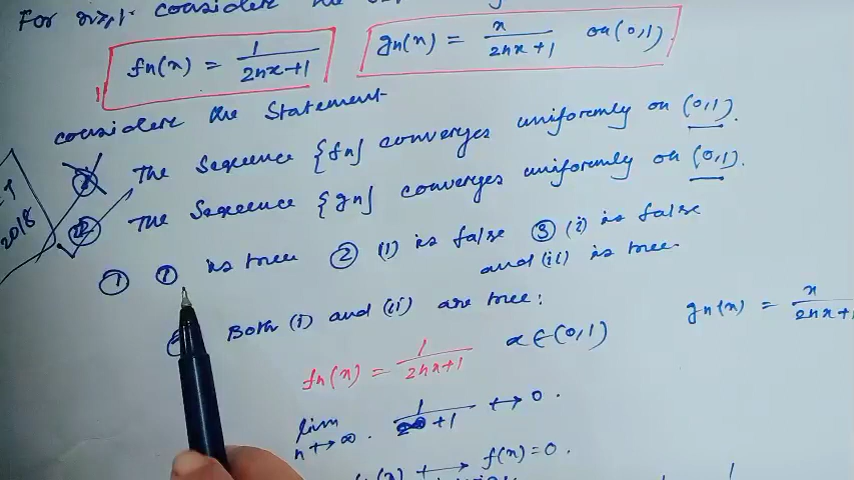 For n≥1, consider the
fn(x) = 1/(2nx+1) gn(x) = x/(2nx+1) on (0,1)
consider the Statement
(i) The Sequence {fn} converges uniformly on (0,1).
(ii) The Sequence {gn} converges uniformly on (0,1).
2018
① (i) is true ② (i) is false ③ (i) is false
and (ii) is true.
Both (i) and (ii) are true:
fn(x) = 1/(2nx+1) x∈(0,1) gn(x) = x/(2nx+1
lim n→∞ . 1/(∞+1) → 0 .
(x) → f(x)=0 .